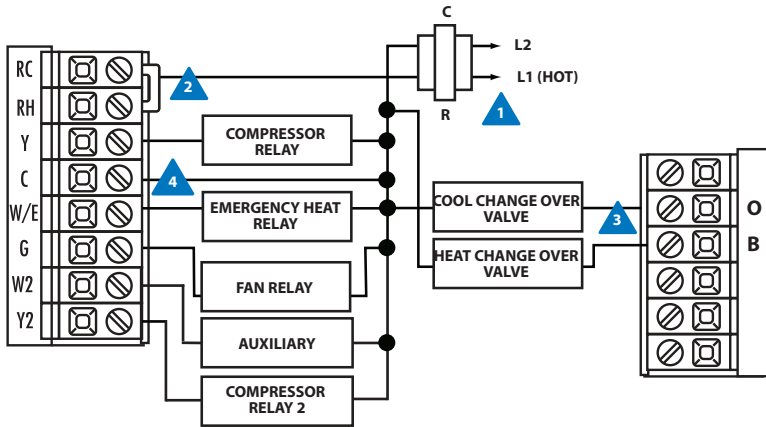 C
L2
L1 (HOT)
R
1
RC
RH
Y
C
W/E
G
W2
Y2
2
4
COMPRESSOR
RELAY
EMERGENCY HEAT
RELAY
FAN RELAY
AUXILIARY
COMPRESSOR
RELAY 2
COOL CHANGE OVER
VALVE
HEAT CHANGE OVER
VALVE
3
O
B